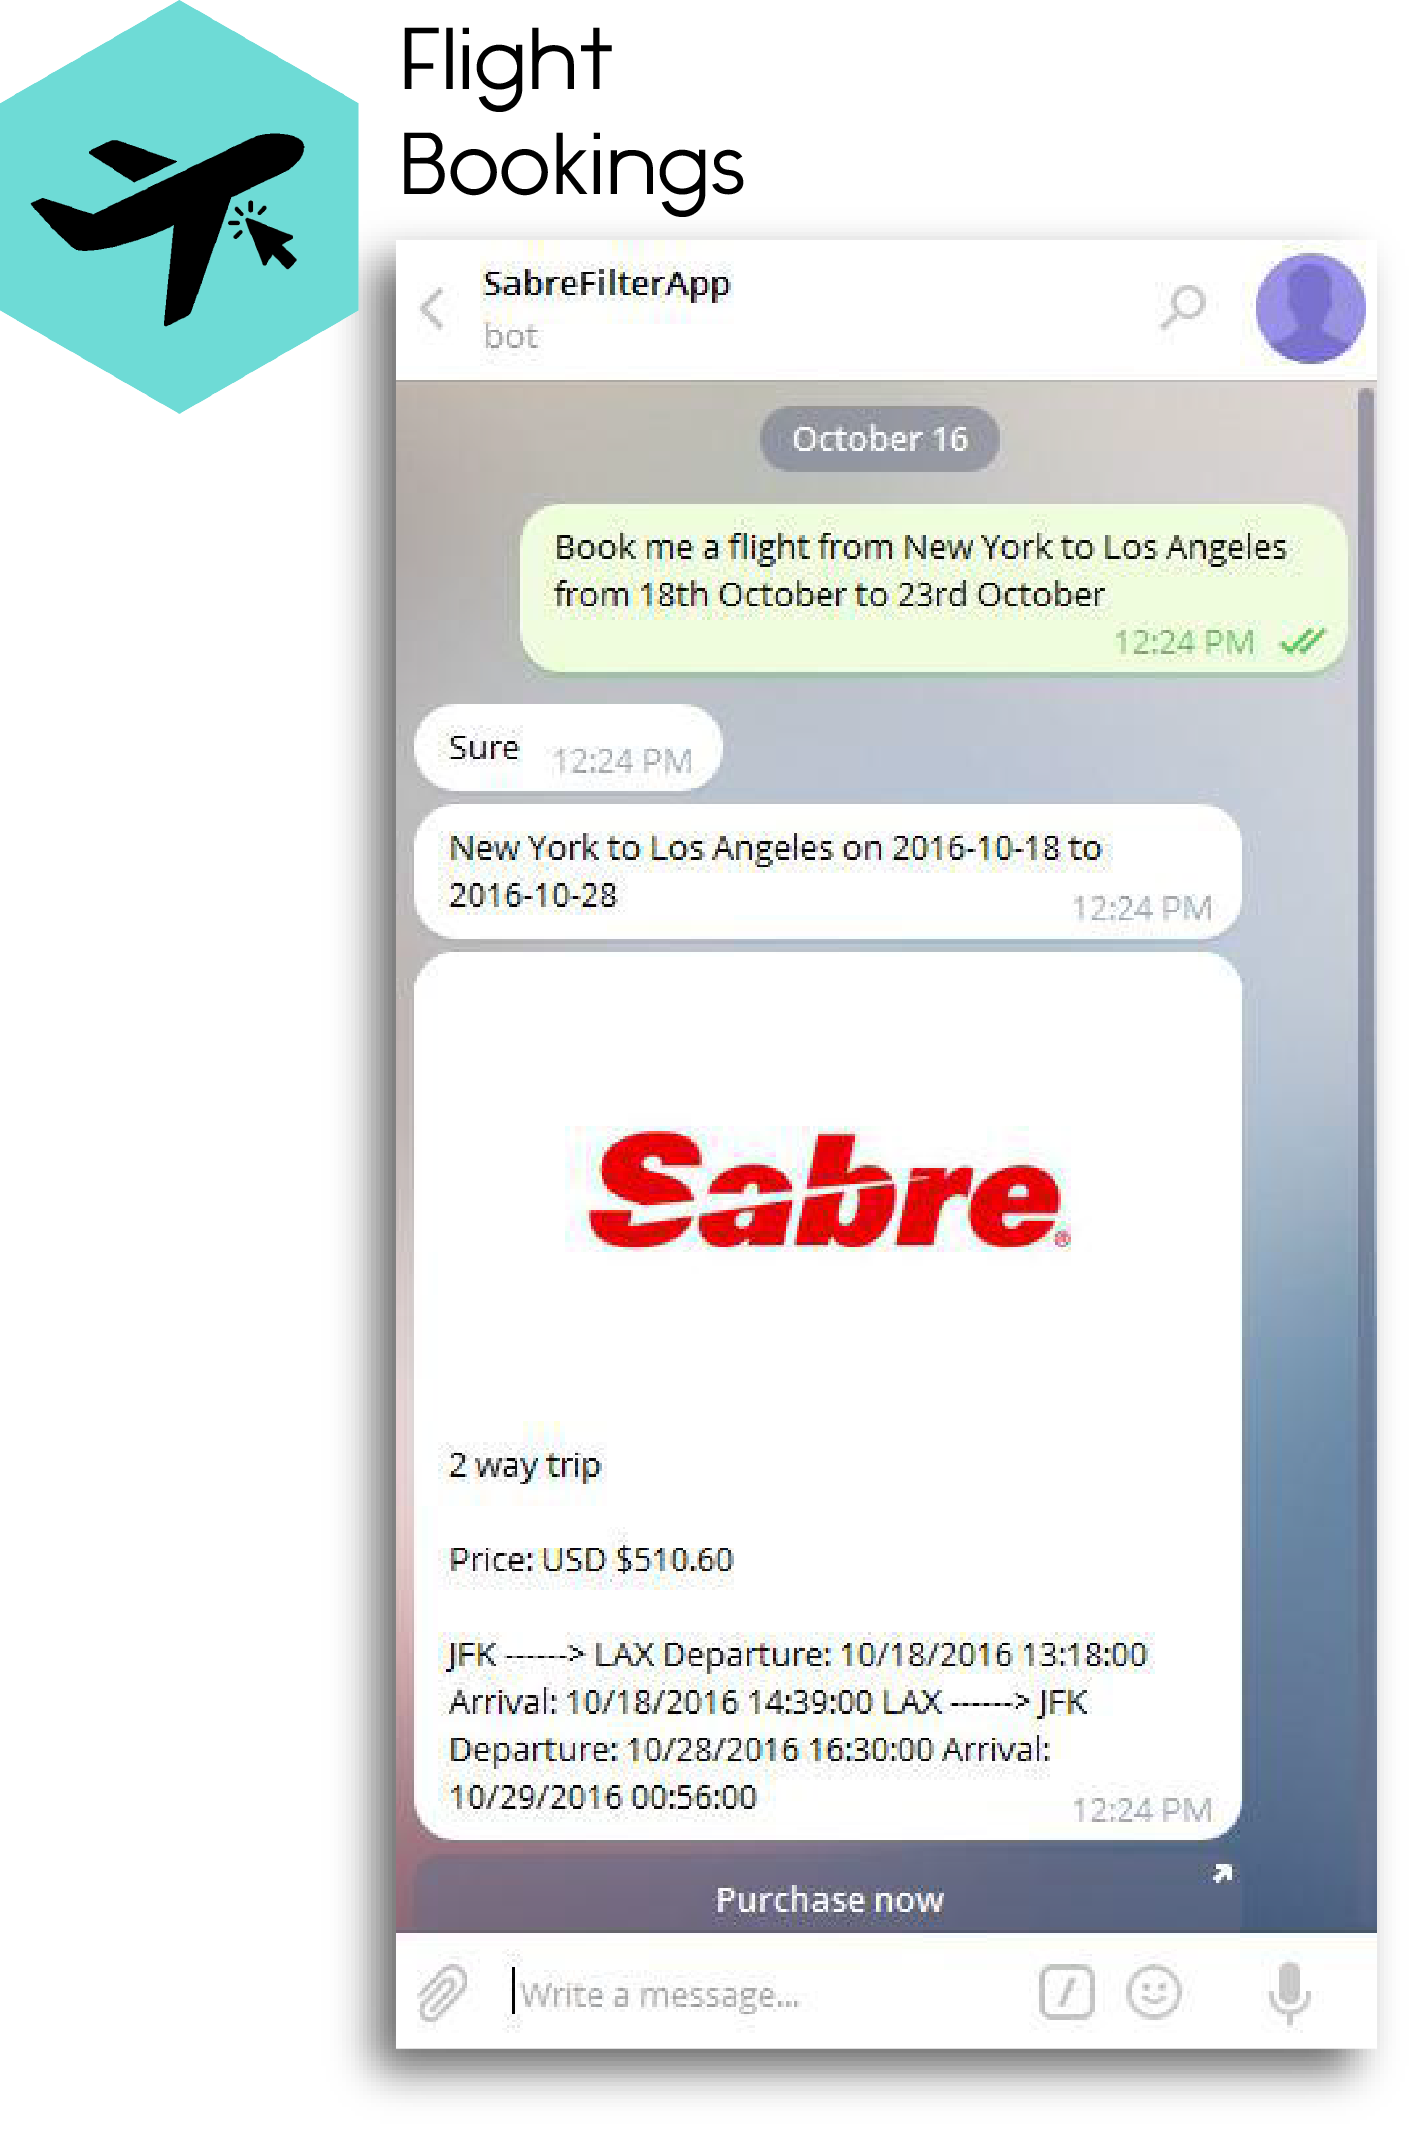 Flight
Bookings
SabreFilterApp
bot
October 16
Book me a flight from New York to Los Angeles
from 18th October to 23rd October
12:24 PM
Sure 12:24 PM
New York to Los Angeles on 2016-10-18 to
2016-10-28
12:24 PM
Sabre®
2 way trip
Price: USD $510.60
JFK ------> LAX Departure: 10/18/2016 13:18:00
Arrival: 10/18/2016 14:39:00 LAX ------> JFK
Departure: 10/28/2016 16:30:00 Arrival:
10/29/2016 00:56:00
12:24 PM
Purchase now
Write a message...